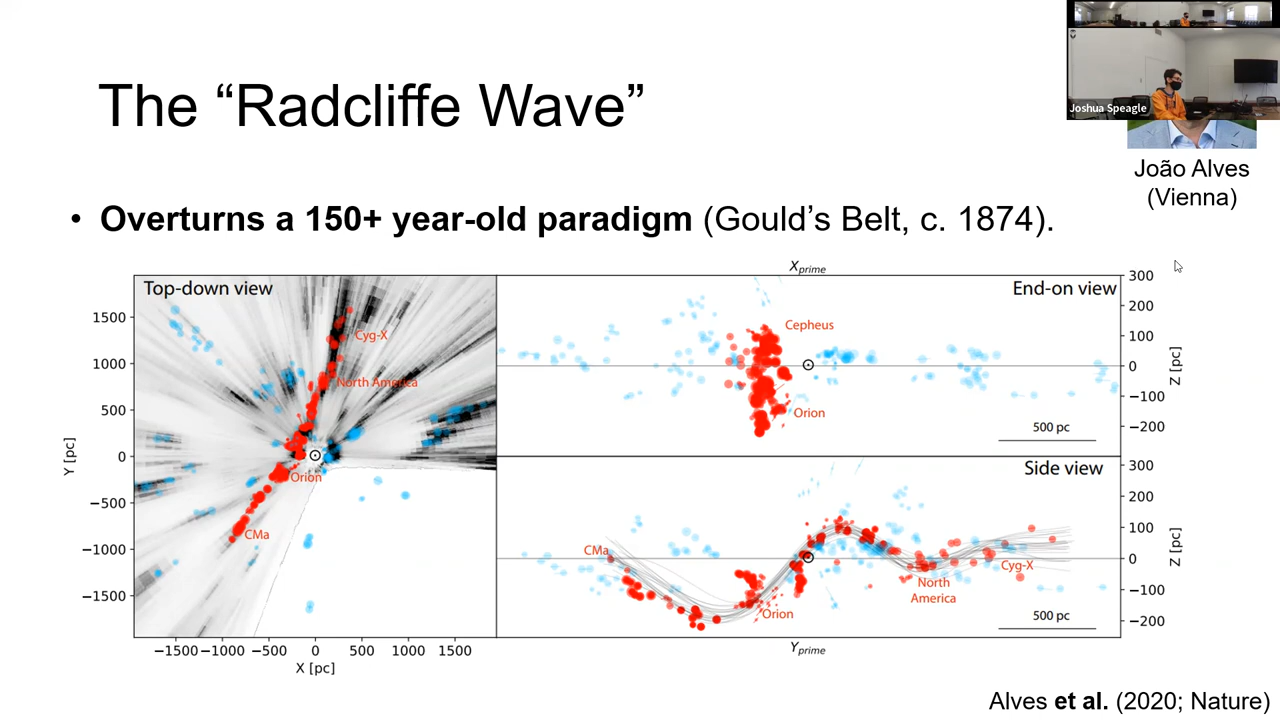 The “Radcliffe Wave”
Joshua Speagle
João Alves
(Vienna)
• Overturns a 150+ year-old paradigm (Gould’s Belt, c. 1874).
Top-down view
Cyg-X
North America
Orion
CMa
Y [pc]
1500
1000
500
0
−500
−1000
−1500
−1500 −1000 −500 0 500 1000 1500
X [pc]
Xprime
End-on view
Cepheus
Orion
500 pc
300
200
100
0
−100
−200
Z [pc]
Side view
CMa
Orion
North
America
Cyg-X
500 pc
300
200
100
0
−100
−200
Z [pc]
Yprime
Alves et al. (2020; Nature)